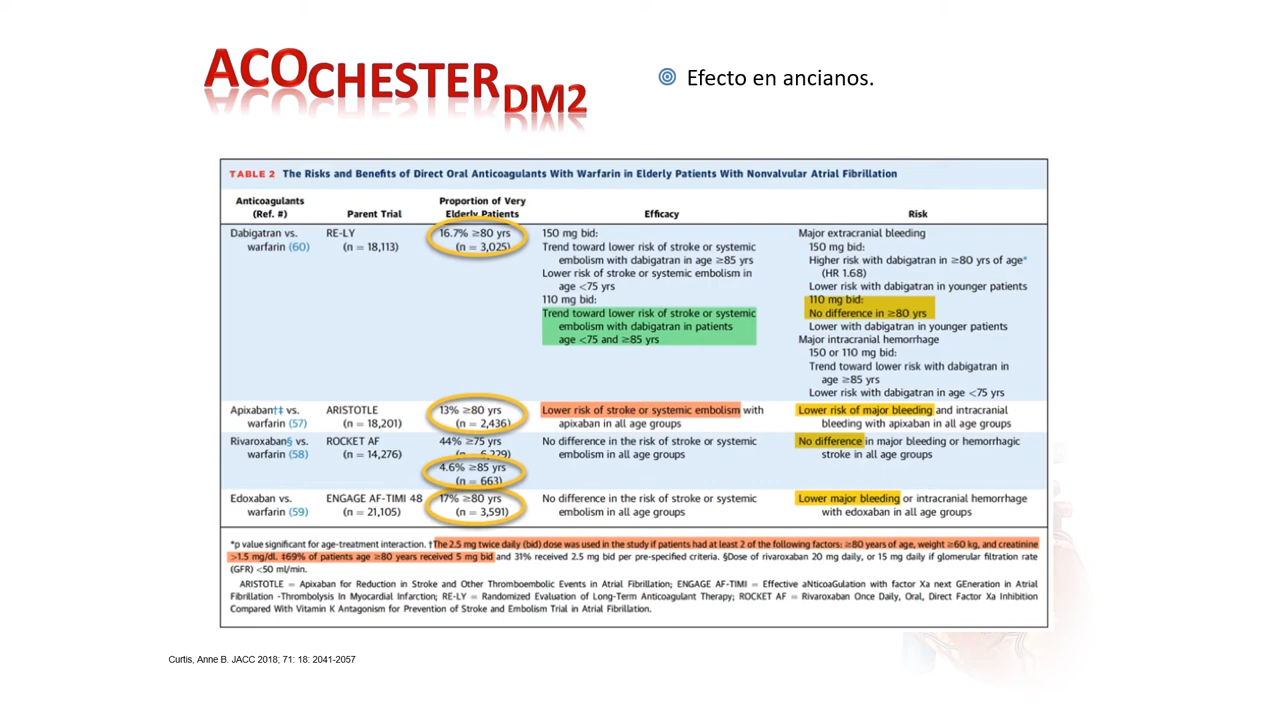 ACOCHESTERDM2
Efecto en ancianos.
TABLE 2 The Risks and Benefits of Direct Oral Anticoagulants With Warfarin in Elderly Patients With Nonvalvular Atrial Fibrillation
Anticoagulants
(Ref. #)
Parent Trial
Proportion of Very
Elderly Patients
Efficacy
Risk
Dabigatran vs.
warfarin (60)
RE-LY
(n = 18,113)
16.7% ≥80 yrs
(n = 3,025)
150 mg bid:
Trend toward lower risk of stroke or systemic
embolism with dabigatran in age ≥85 yrs
Lower risk of stroke or systemic embolism in
age <75 yrs
110 mg bid:
Trend toward lower risk of stroke or systemic
embolism with dabigatran in patients
age <75 and ≥85 yrs
Major extracranial bleeding
150 mg bid:
Higher risk with dabigatran in ≥80 yrs of age*
(HR 1.68)
Lower risk with dabigatran in younger patients
110 mg bid:
No difference in ≥80 yrs
Lower with dabigatran in younger patients
Major intracranial hemorrhage
150 or 110 mg bid:
Trend toward lower risk with dabigatran in
age ≥85 yrs
Lower risk with dabigatran in age <75 yrs
Apixaban†‡ vs.
warfarin (57)
ARISTOTLE
(n = 18,201)
13% ≥80 yrs
(n = 2,436)
Lower risk of stroke or systemic embolism with
apixaban in all age groups
Lower risk of major bleeding and intracranial
bleeding with apixaban in all age groups
Rivaroxaban§ vs.
warfarin (58)
ROCKET AF
(n = 14,276)
44% ≥75 yrs
(n = 6,229)
4.6% ≥85 yrs
(n = 663)
No difference in the risk of stroke or systemic
embolism in all age groups
No difference in major bleeding or hemorrhagic
stroke in all age groups
Edoxaban vs.
warfarin (59)
ENGAGE AF-TIMI 48
(n = 21,105)
17% ≥80 yrs
(n = 3,591)
No difference in the risk of stroke or systemic
embolism in all age groups
Lower major bleeding or intracranial hemorrhage
with edoxaban in all age groups
*p value significant for age-treatment interaction. †The 2.5 mg twice daily (bid) dose was used in the study if patients had at least 2 of the following factors: ≥80 years of age, weight ≥60 kg, and creatinine
>1.5 mg/dl. ‡69% of patients age ≥80 years received 5 mg bid and 31% received 2.5 mg bid per pre-specified criteria. §Dose of rivaroxaban 20 mg daily, or 15 mg daily if glomerular filtration rate
(GFR) <50 ml/min.
ARISTOTLE = Apixaban for Reduction in Stroke and Other Thromboembolic Events in Atrial Fibrillation; ENGAGE AF-TIMI = Effective aNticoaGulation with factor Xa next GEneration in Atrial
Fibrillation -Thrombolysis In Myocardial Infarction; RE-LY = Randomized Evaluation of Long-Term Anticoagulant Therapy; ROCKET AF = Rivaroxaban Once Daily, Oral, Direct Factor Xa Inhibition
Compared With Vitamin K Antagonism for Prevention of Stroke and Embolism Trial in Atrial Fibrillation.
Curtis, Anne B. JACC 2018; 71: 18: 2041-2057